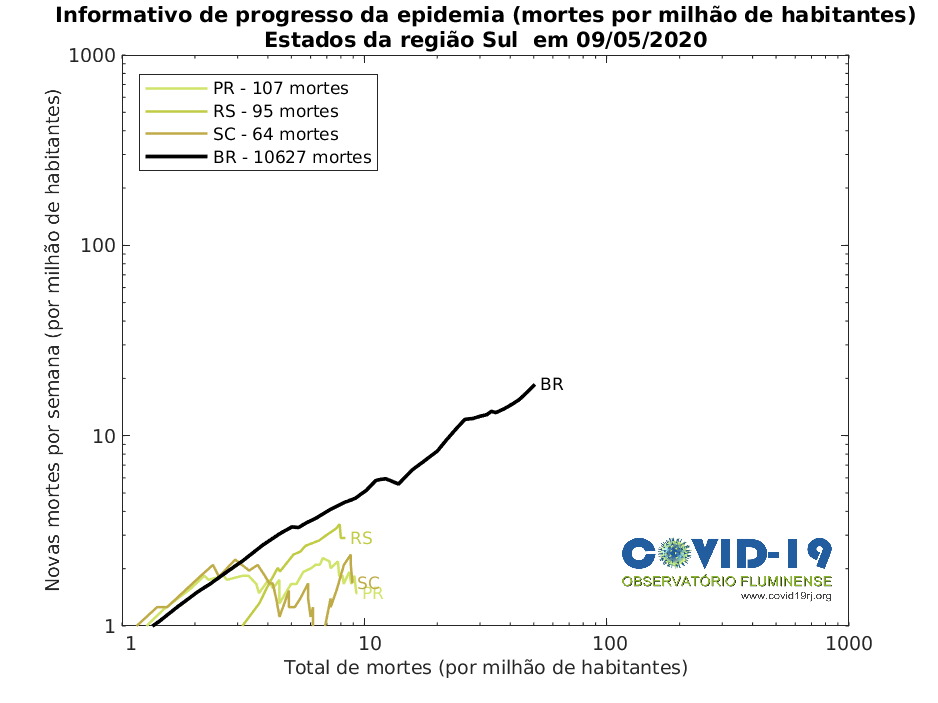 Informativo de progresso da epidemia (mortes por milhão de habitantes)
Estados da região Sul em 09/05/2020
PR - 107 mortes
RS - 95 mortes
SC - 64 mortes
BR - 10627 mortes
Novas mortes por semana (por milhão de habitantes)
1000
100
10
1
BR
RS
SC
PR
COVID-19
OBSERVATÓRIO FLUMINENSE
www.covid19rj.org
1
10
100
1000
Total de mortes (por milhão de habitantes)